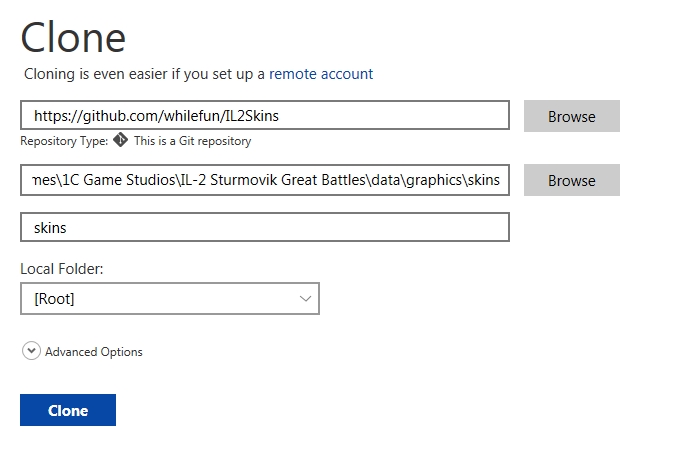 Clone
Cloning is even easier if you set up a remote account
https://github.com/whilefun/IL2Skins
Browse
Repository Type: This is a Git repository
mes\1C Game Studios\IL-2 Sturmovik Great Battles\data\graphics\skins
Browse
skins
Local Folder:
[Root]
Advanced Options
Clone